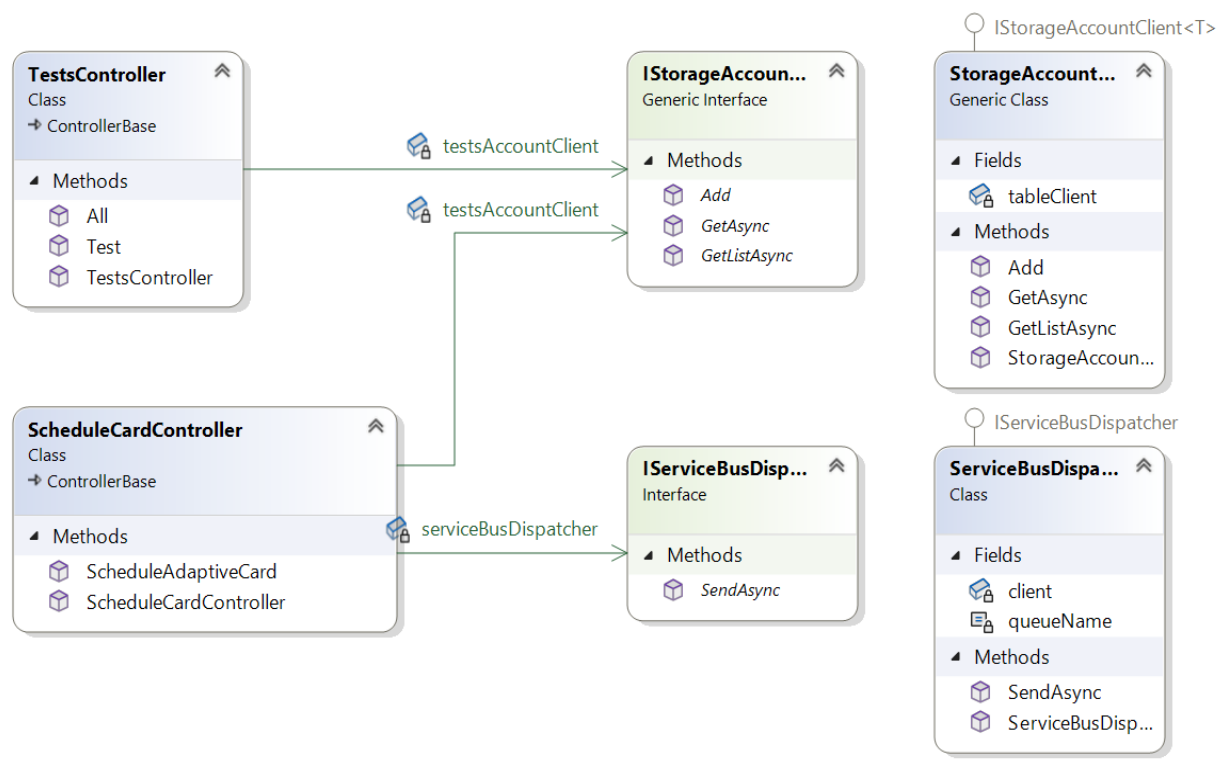 TestsController
Class
ControllerBase
Methods
All
Test
TestsController
testsAccountClient
testsAccountClient
IStorageAccoun...
Generic Interface
Methods
Add
GetAsync
GetListAsync
IStorageAccountClient<T>
StorageAccount...
Generic Class
Fields
tableClient
Methods
Add
GetAsync
GetListAsync
StorageAccoun...
ScheduleCardController
Class
ControllerBase
Methods
ScheduleAdaptiveCard
ScheduleCardController
serviceBusDispatcher
IServiceBusDisp...
Interface
Methods
SendAsync
IServiceBusDispatcher
ServiceBusDispa...
Class
Fields
client
queueName
Methods
SendAsync
ServiceBusDisp...